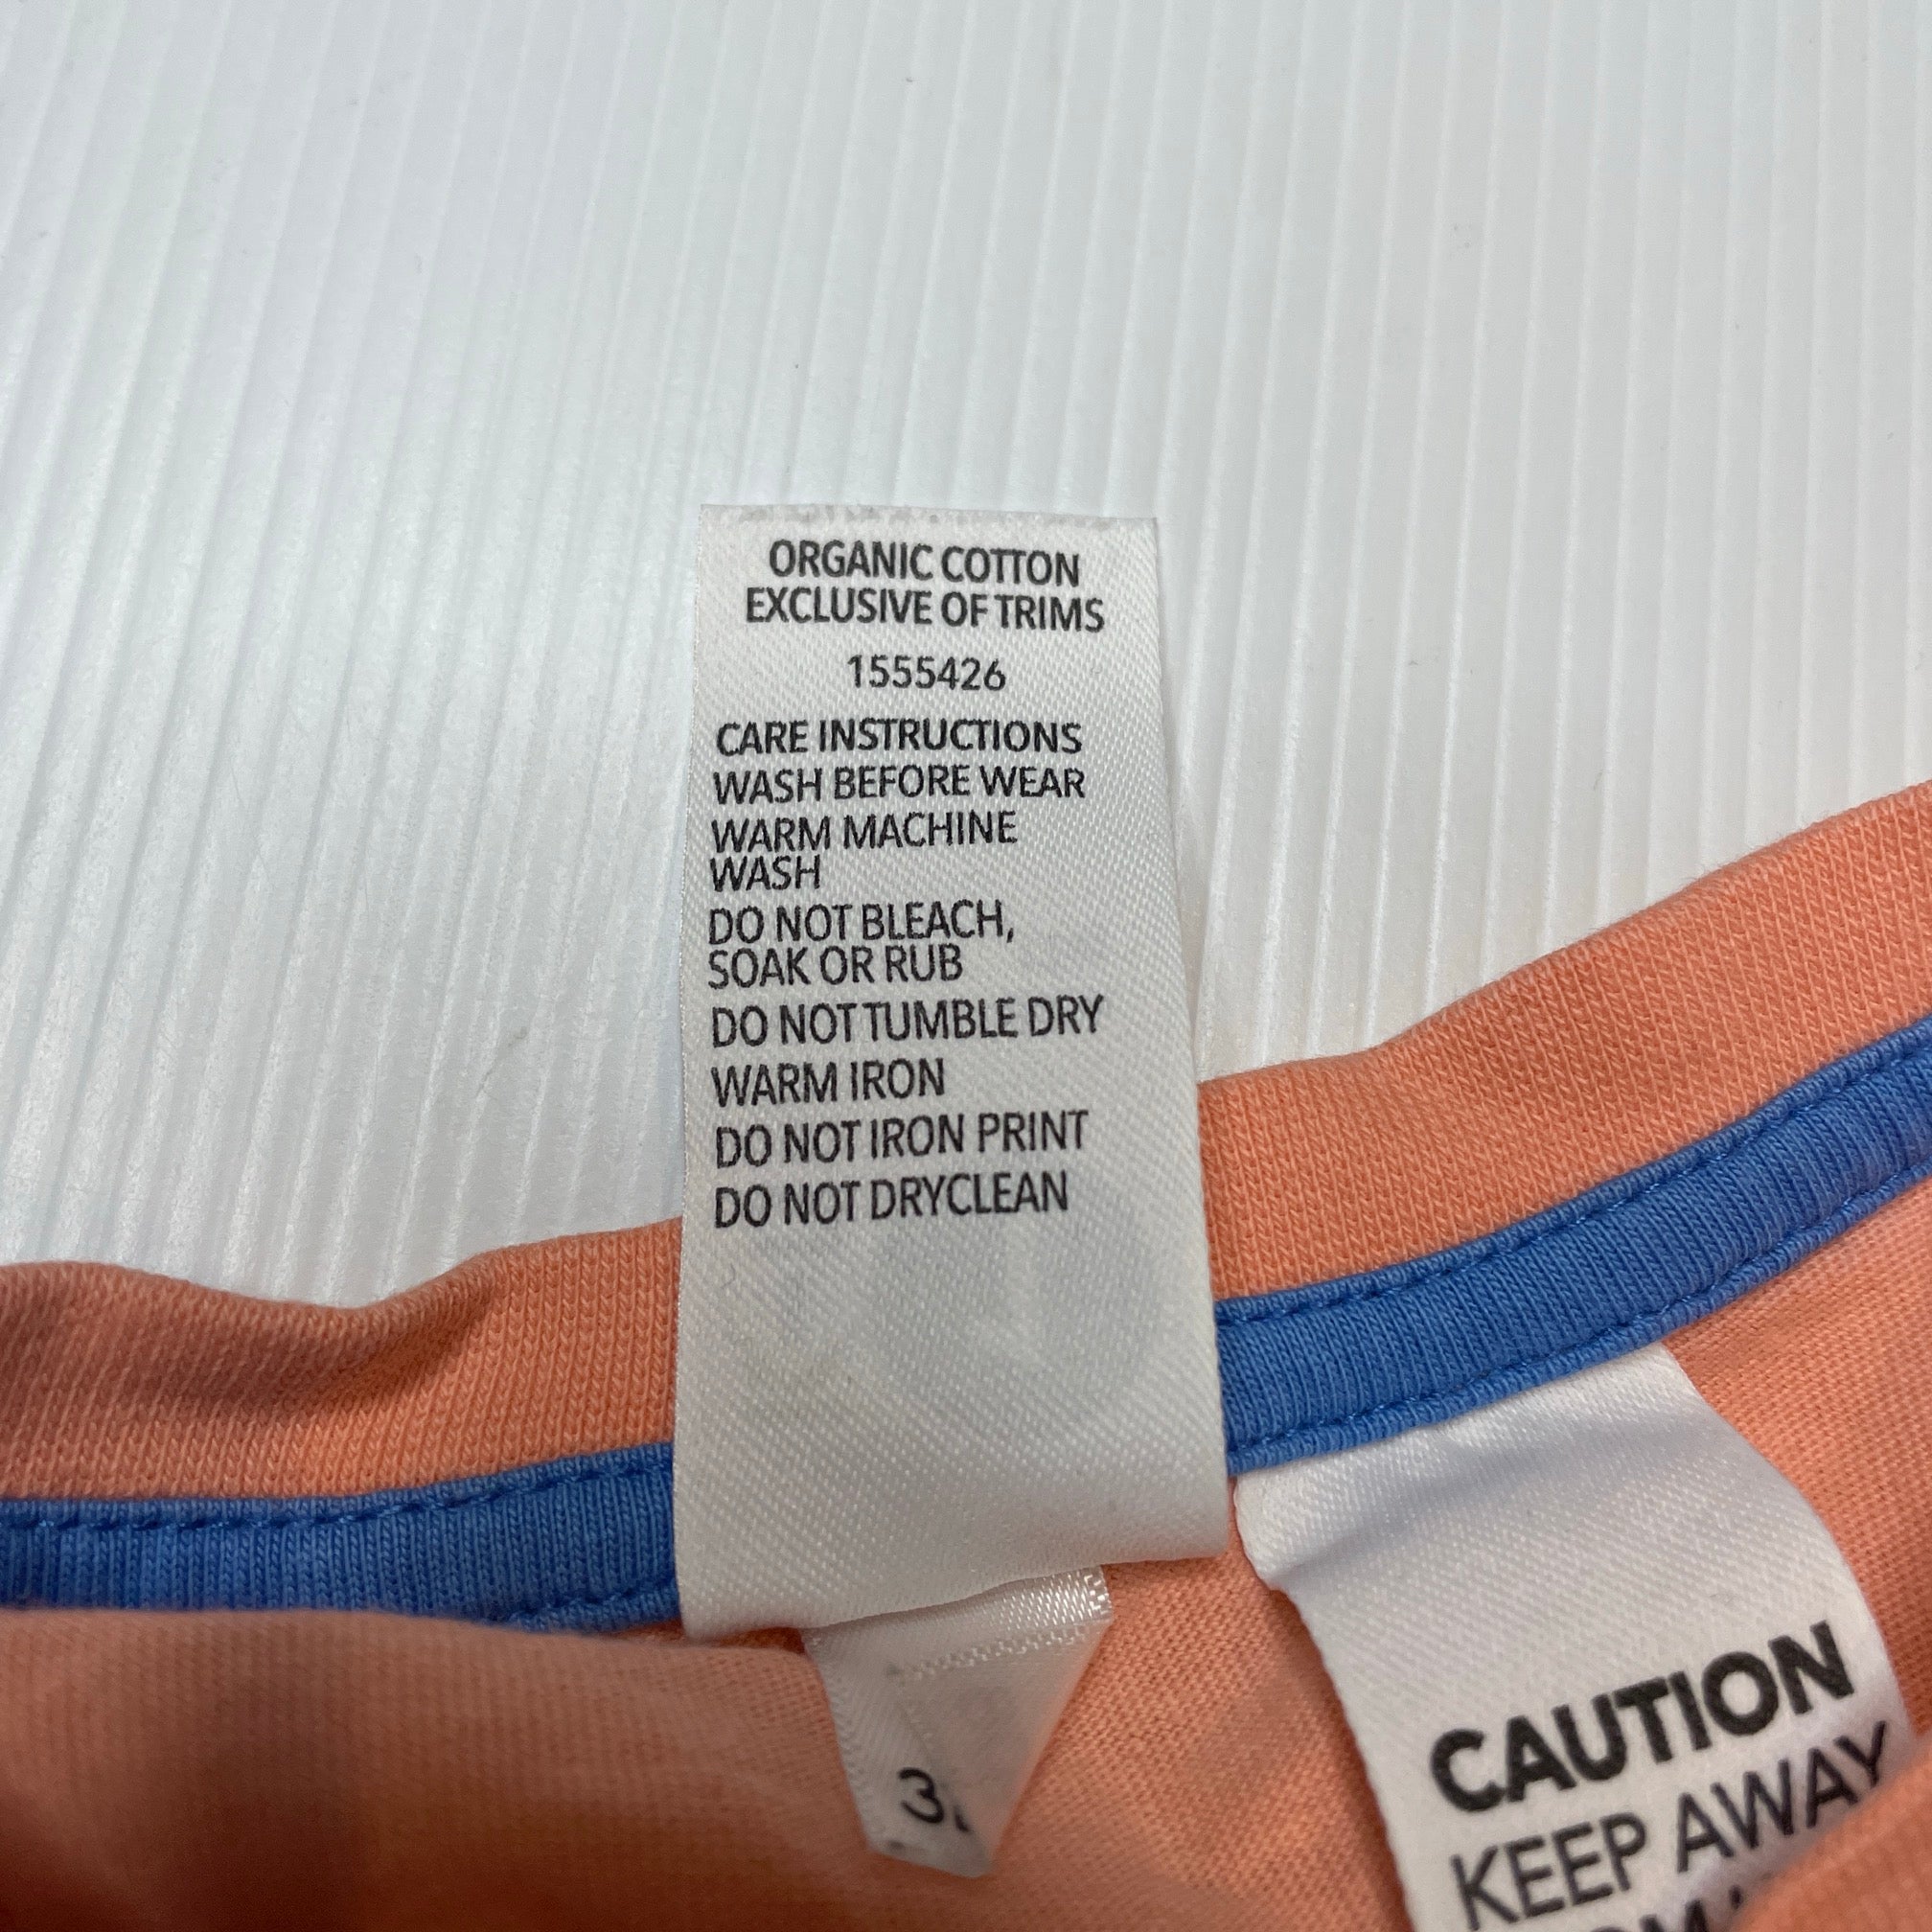 ORGANIC COTTON
EXCLUSIVE OF TRIMS
1555426
CARE INSTRUCTIONS
WASH BEFORE WEAR
WARM MACHINE
WASH
DO NOT BLEACH,
SOAK OR RUB
DO NOT TUMBLE DRY
WARM IRON
DO NOT IRON PRINT
DO NOT DRYCLEAN
3
CAUTION
KEEP AWAY